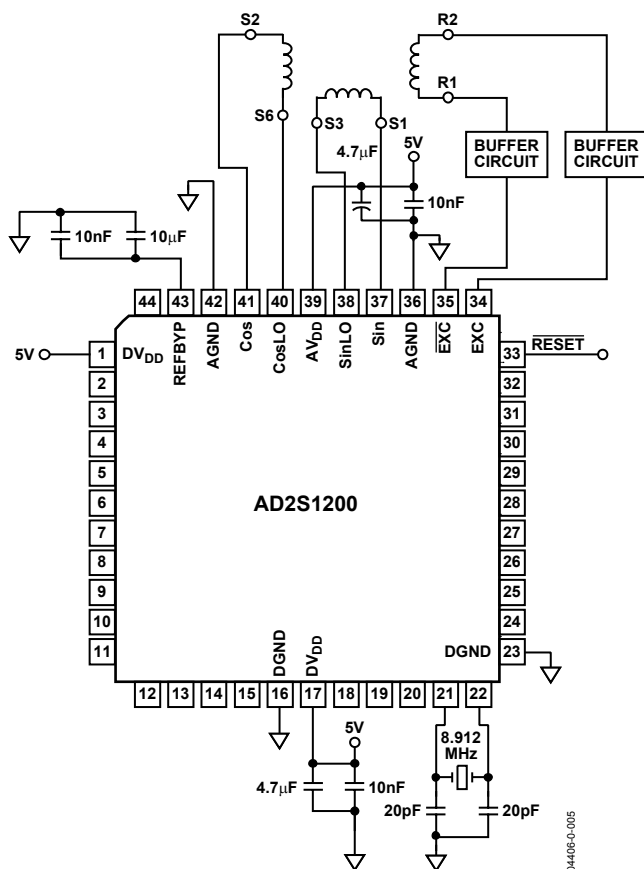 S2
R2
R1
S6
S3
S1
5V
BUFFER
CIRCUIT
BUFFER
CIRCUIT
4.7μF
10nF
10nF
10μF
44
43
42
41
40
39
38
37
36
35
34
5V
1
DVDD
REFBYP
AGND
Cos
CosLO
AVDD
SinLO
Sin
AGND
EXC
EXC
33
RESET
2
3
4
5
6
7
8
9
10
11
32
31
30
29
28
27
26
25
24
23
AD2S1200
DGND
DVDD
DGND
12
13
14
15
16
17
18
19
20
21
22
5V
4.7μF
10nF
8.912
MHz
20pF
20pF
04406-0-005